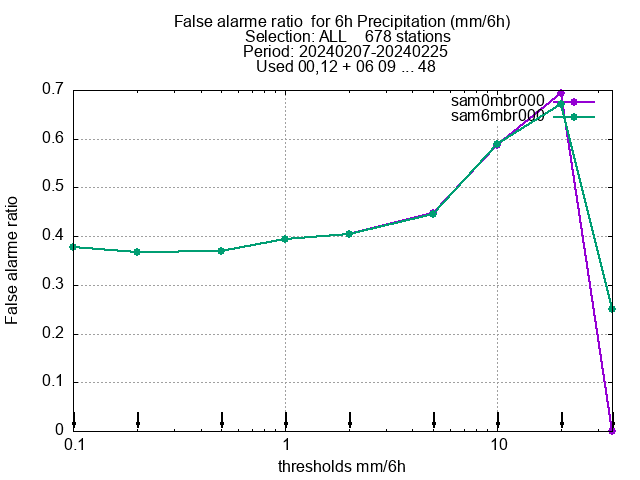 False alarme ratio  for 6h Precipitation (mm/6h)
Selection: ALL    678 stations
Period: 20240207-20240225
Used 00,12 + 06 09 ... 48
sam0mbr000
sam6mbr000
0.7
0.6
0.5
0.4
0.3
0.2
0.1
0
False alarme ratio
0.1 1 10
thresholds mm/6h